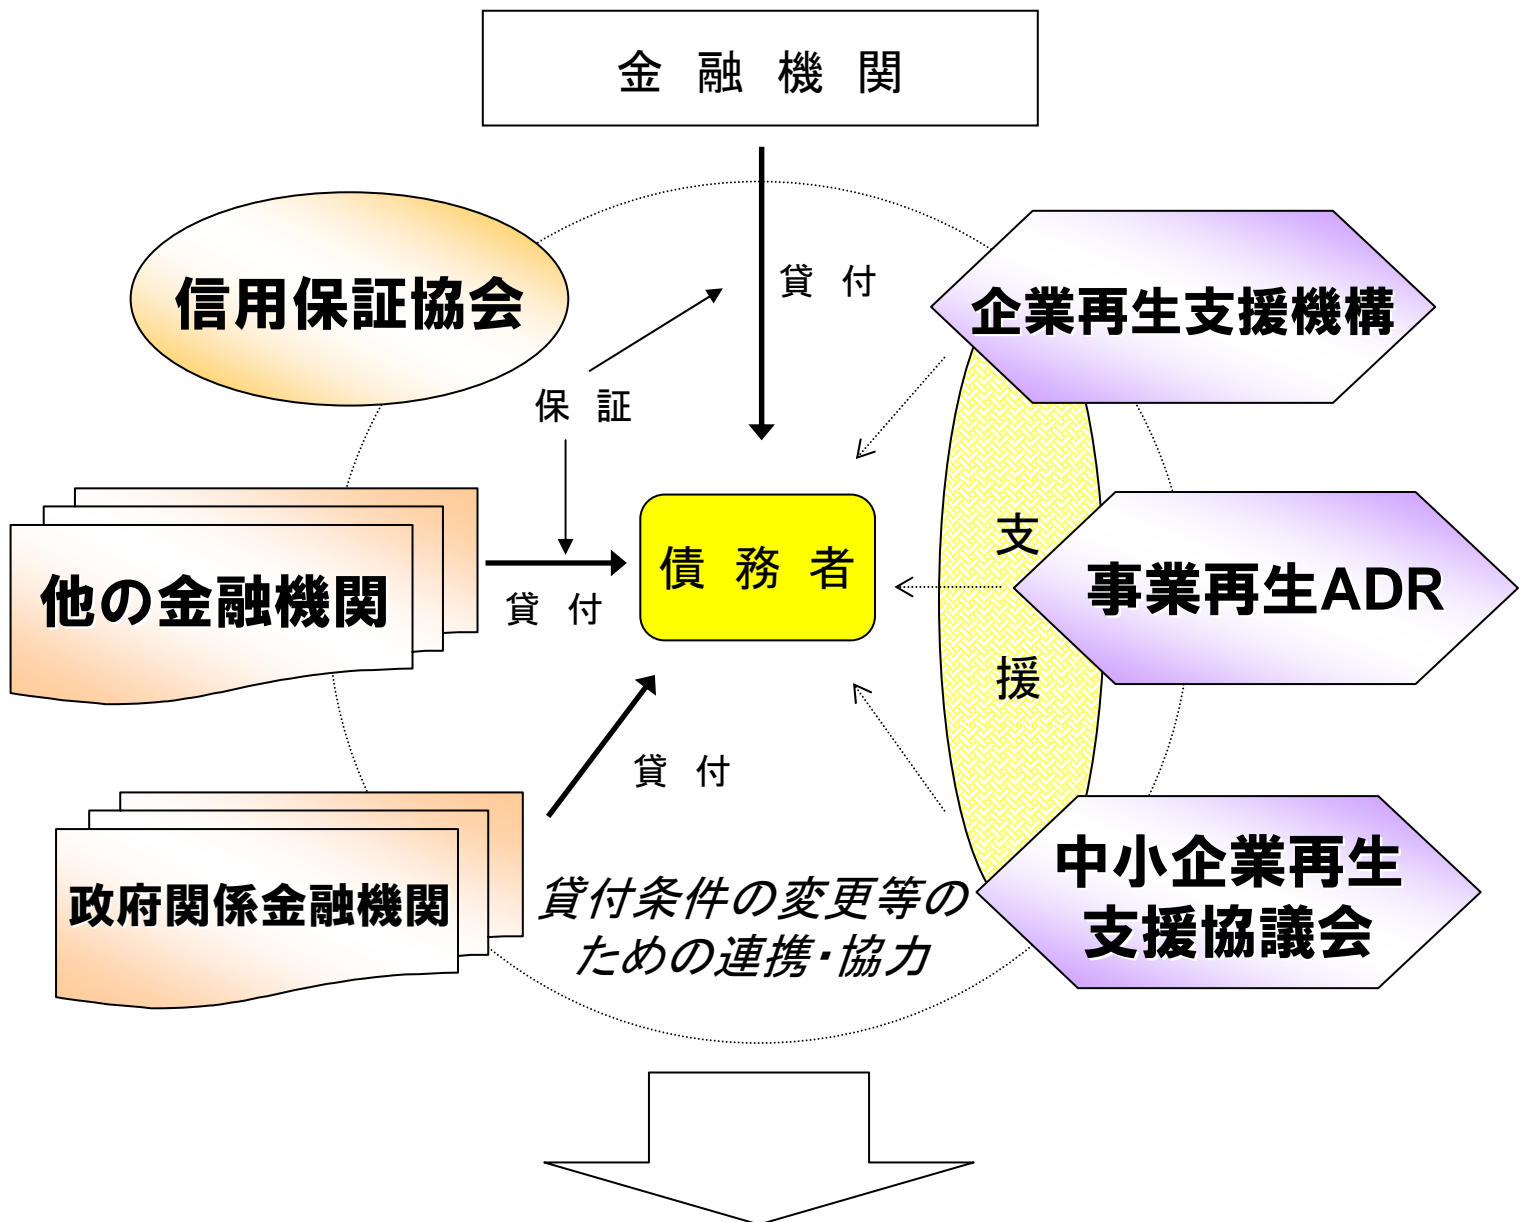 金融機関
信用保証協会
貸付
企業再生支援機構
保証
他の金融機関
貸付
債務者
支援
事業再生ADR
貸付
政府関係金融機関
貸付条件の変更等の
ための連携・協力
中小企業再生
支援協議会